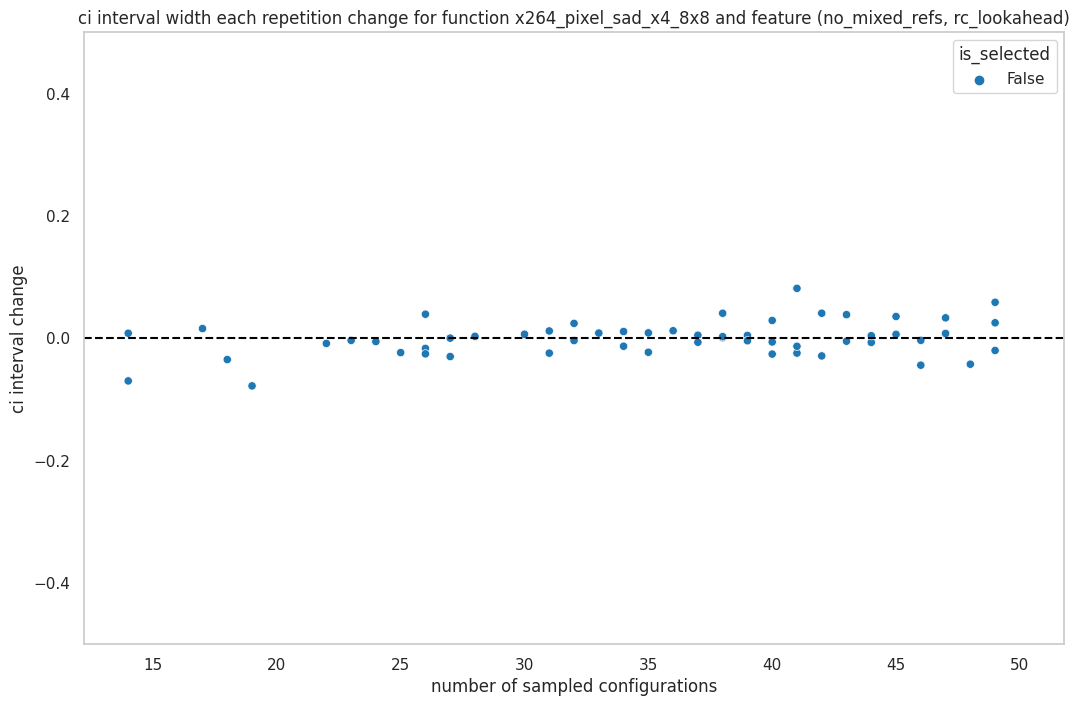 ci interval width each repetition change for function x264_pixel_sad_x4_8x8 and feature (no_mixed_refs, rc_lookahead)
is_selected
False
0.4
0.2
0.0
−0.2
−0.4
ci interval change
15 20 25 30 35 40 45 50
number of sampled configurations